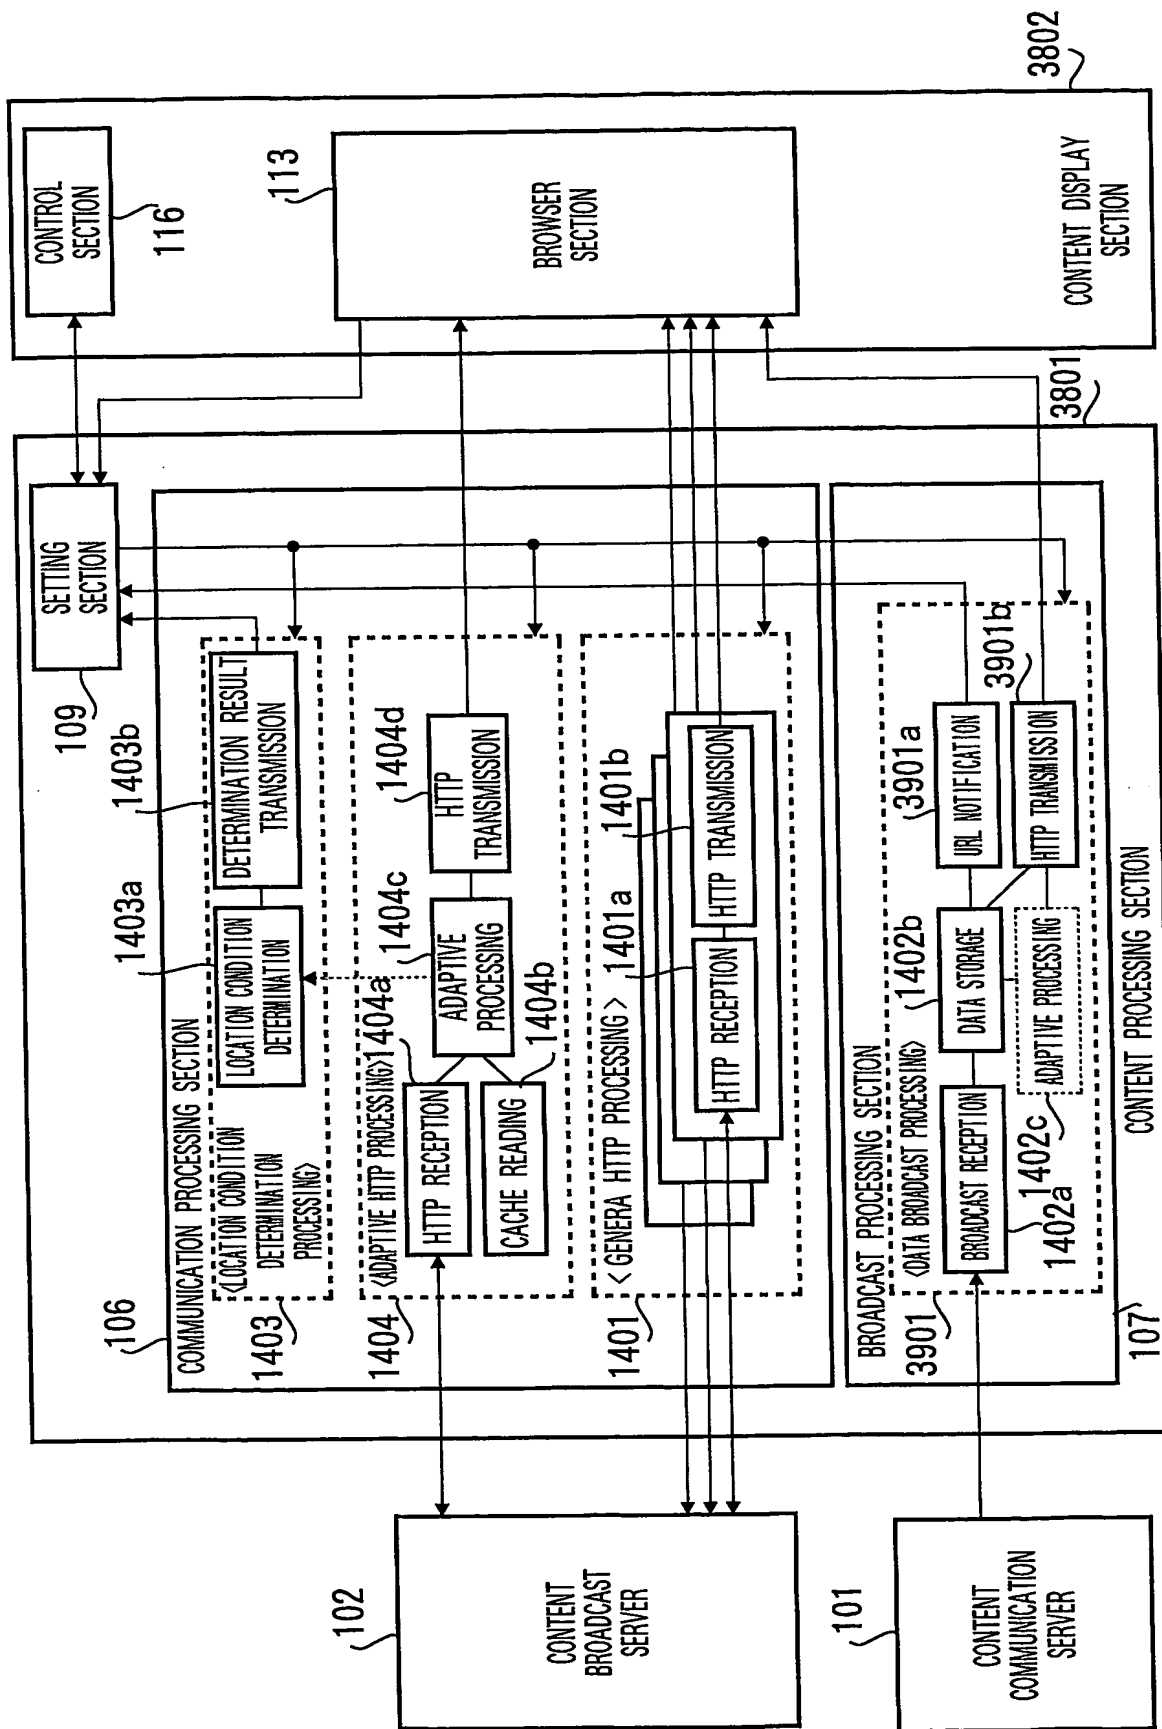 3802
CONTROL
SECTION
116
113
BROWSER
SECTION
CONTENT DISPLAY
SECTION
3801
SETTING
SECTION
109
COMMUNICATION PROCESSING SECTION
106
<LOCATION CONDITION
DETERMINATION
PROCESSING>
1403
1403a
LOCATION CONDITION
DETERMINATION
1403b
DETERMINATION RESULT
TRANSMISSION
<ADAPTIVE HTTP PROCESSING>
1404
1404a
HTTP RECEPTION
CACHE READING
1404b
1404c
ADAPTIVE
PROCESSING
1404d
HTTP
TRANSMISSION
< GENERA HTTP PROCESSING >
1401
1401a
HTTP RECEPTION
1401b
HTTP TRANSMISSION
BROADCAST PROCESSING SECTION
<DATA BROADCAST PROCESSING>
3901
BROADCAST RECEPTION
1402a
1402b
DATA STORAGE
ADAPTIVE PROCESSING
1402c
3901a
URL NOTIFICATION
3901b
HTTP TRANSMISSION
107
CONTENT PROCESSING SECTION
102
CONTENT
BROADCAST
SERVER
101
CONTENT
COMMUNICATION
SERVER